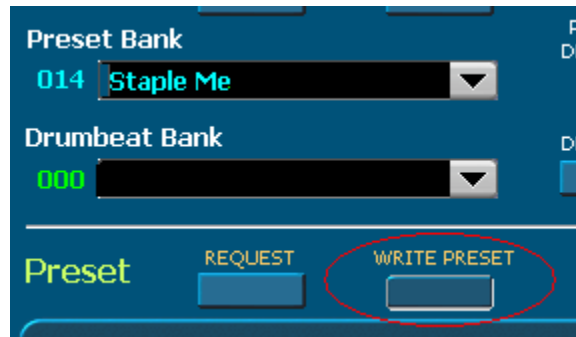 Preset Bank
014 Staple Me
Drumbeat Bank
000
Preset REQUEST WRITE PRESET